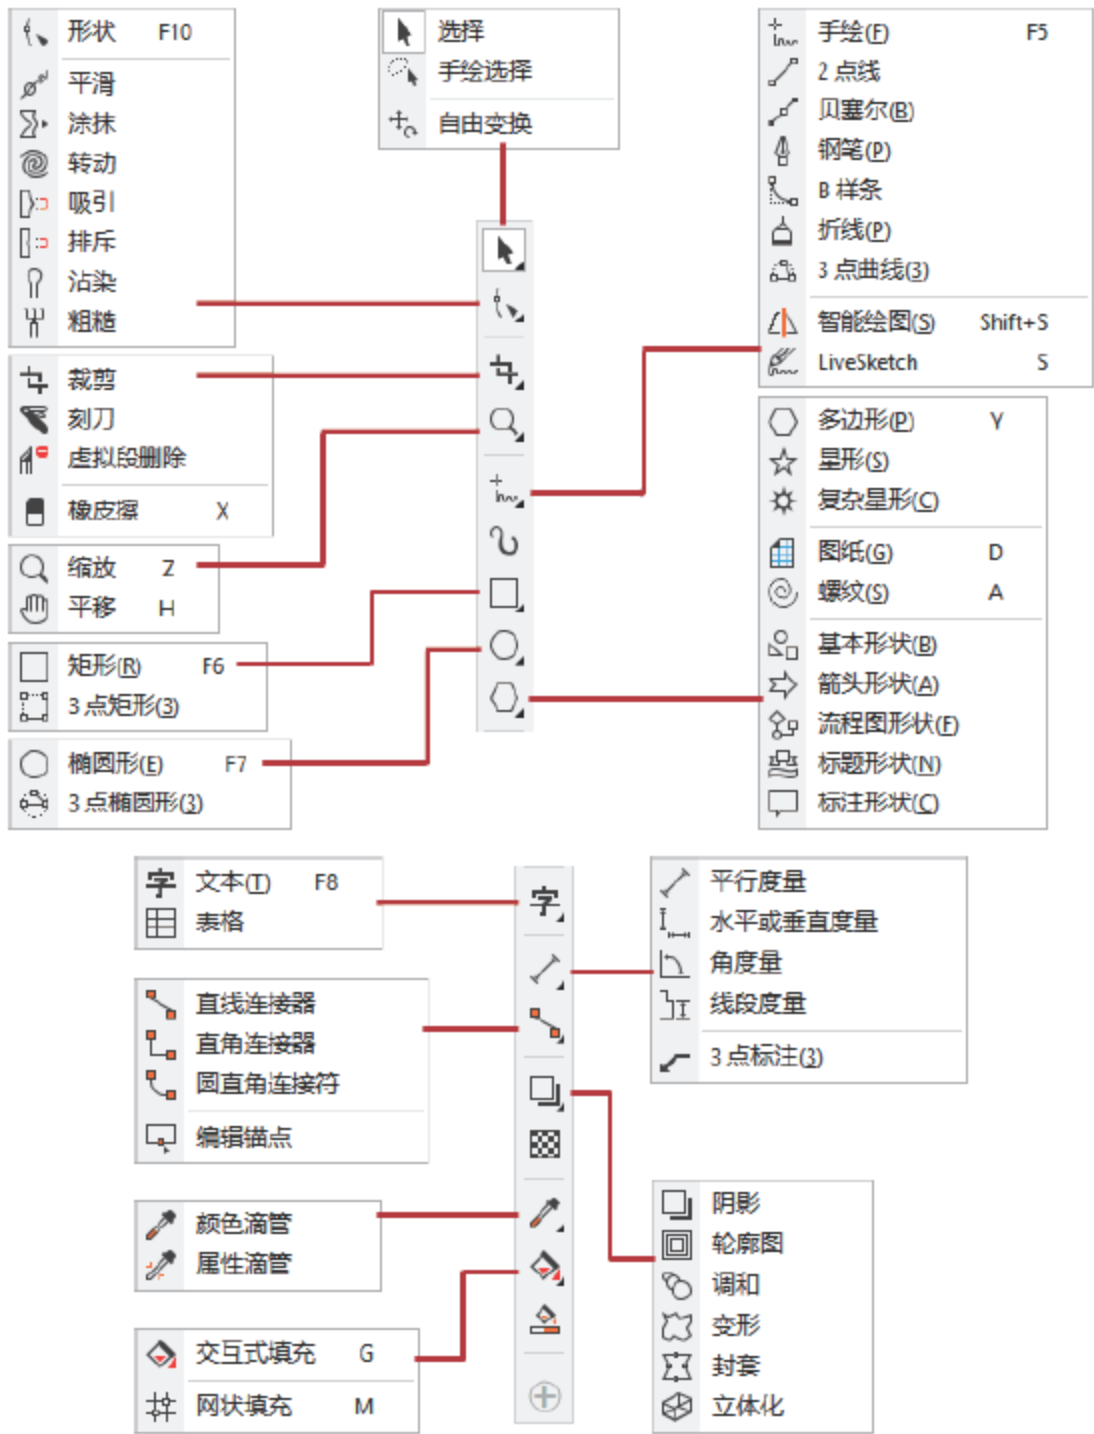 形状 F10
平滑
涂抹
转动
吸引
排斥
沾染
粗糙
选择
手绘选择
自由变换
手绘(F) F5
2 点线
贝塞尔(B)
钢笔(P)
B 样条
折线(P)
3 点曲线(3)
智能绘图(S) Shift+S
LiveSketch S
裁剪
刻刀
虚拟段删除
橡皮擦 X
缩放 Z
平移 H
矩形(R) F6
3 点矩形(3)
椭圆形(E) F7
3 点椭圆形(3)
多边形(P) Y
星形(S)
复杂星形(C)
图纸(G) D
螺纹(S) A
基本形状(B)
箭头形状(A)
流程图形状(F)
标题形状(N)
标注形状(C)
字 文本(T) F8
表格
字
直线连接器
直角连接器
圆直角连接符
编辑锚点
平行度量
水平或垂直度量
角度量
线段度量
3 点标注(3)
颜色滴管
属性滴管
交互式填充 G
网状填充 M
阴影
轮廓图
调和
变形
封套
立体化